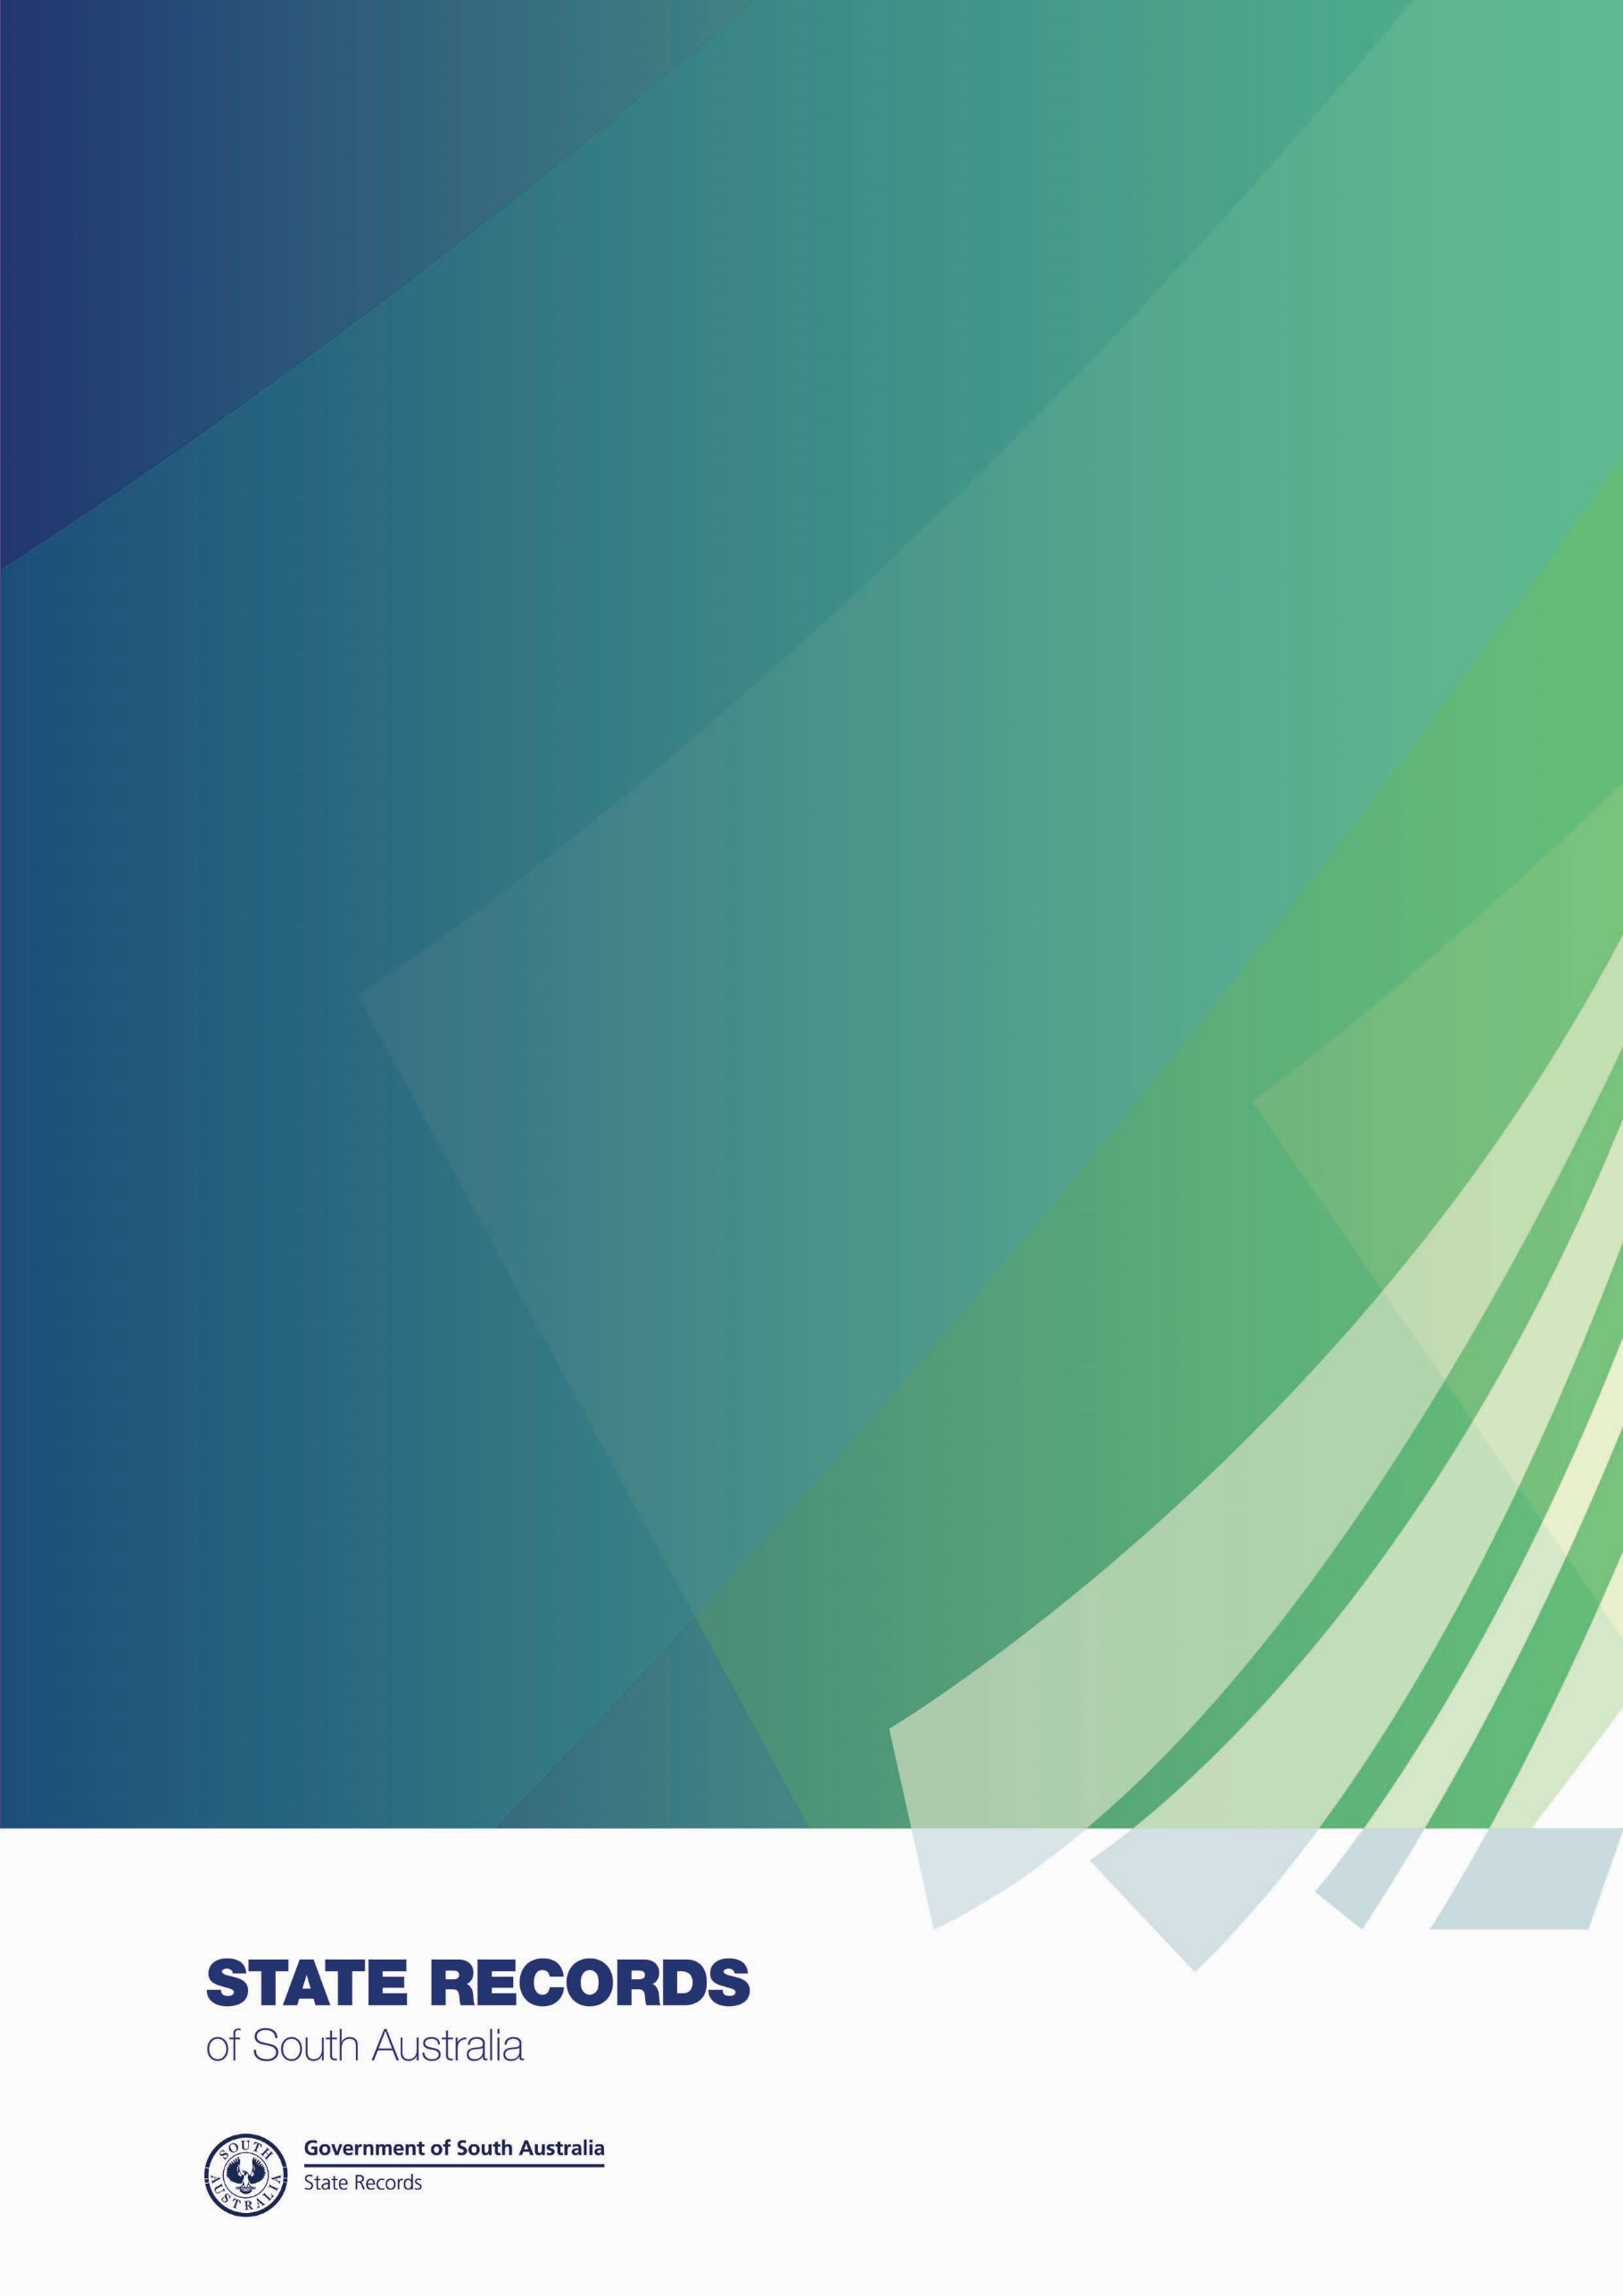 STATE RECORDS
of South Australia
SOUTH
AUSTRALIA
Government of South Australia
State Records